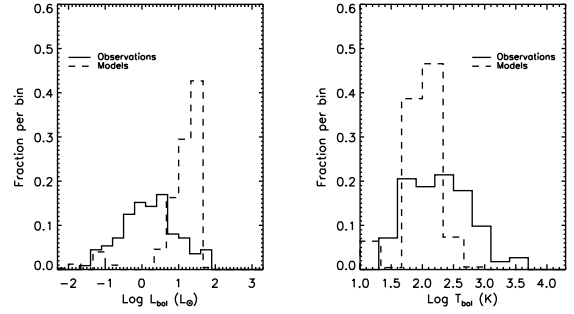 0.6
0.5
0.4
0.3
0.2
0.1
0.0
Fraction per bin
Observations
Models
-2 -1 0 1 2 3
Log L_bol (L_⊙)
0.6
0.5
0.4
0.3
0.2
0.1
0.0
Fraction per bin
Observations
Models
1.0 1.5 2.0 2.5 3.0 3.5 4.0
Log T_bol (K)